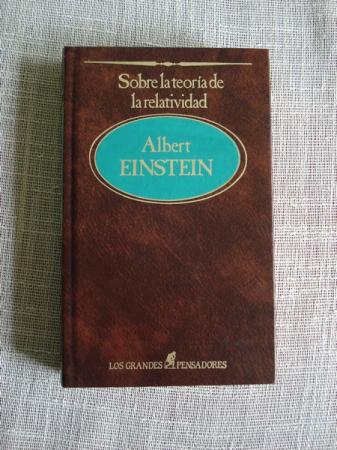 Sobre la teoría de
la relatividad
Albert
EINSTEIN
LOS GRANDES PENSADORES